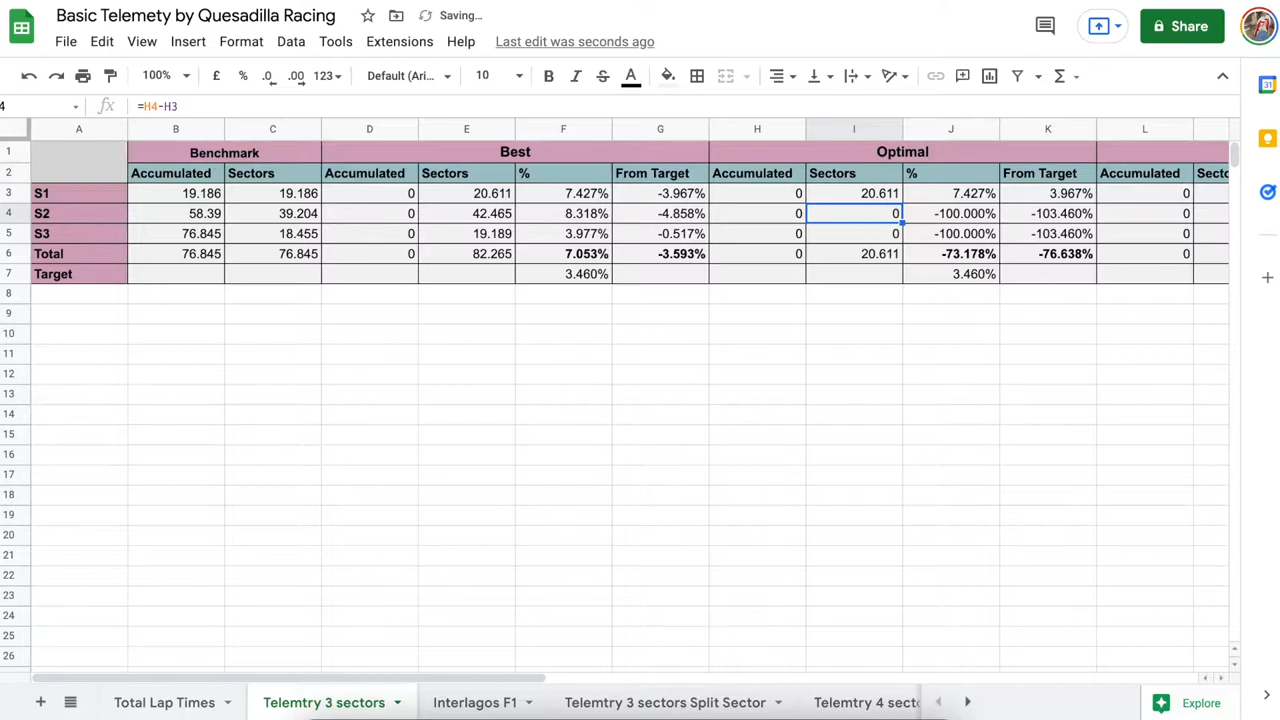 Basic Telemety by Quesadilla Racing Saving...
File Edit View Insert Format Data Tools Extensions Help Last edit was seconds ago Share
100% £ % .0 .00 123 Default (Ari... 10 B I S A Σ 31
4 fx =H4-H3
A B C D E F G H I J K L
1 Benchmark Best Optimal
2 Accumulated Sectors Accumulated Sectors % From Target Accumulated Sectors % From Target Accumulated Secto
3 S1 19.186 19.186 0 20.611 7.427% -3.967% 0 20.611 7.427% 3.967% 0
4 S2 58.39 39.204 0 42.465 8.318% -4.858% 0 0 -100.000% -103.460% 0
5 S3 76.845 18.455 0 19.189 3.977% -0.517% 0 0 -100.000% -103.460% 0
6 Total 76.845 76.845 0 82.265 7.053% -3.593% 0 20.611 -73.178% -76.638% 0
7 Target 3.460% 3.460%
8
9
10
11
12
13
14
15
16
17
18
19
20
21
22
23
24
25
26
Total Lap Times Telemtry 3 sectors Interlagos F1 Telemtry 3 sectors Split Sector Telemtry 4 secto Explore